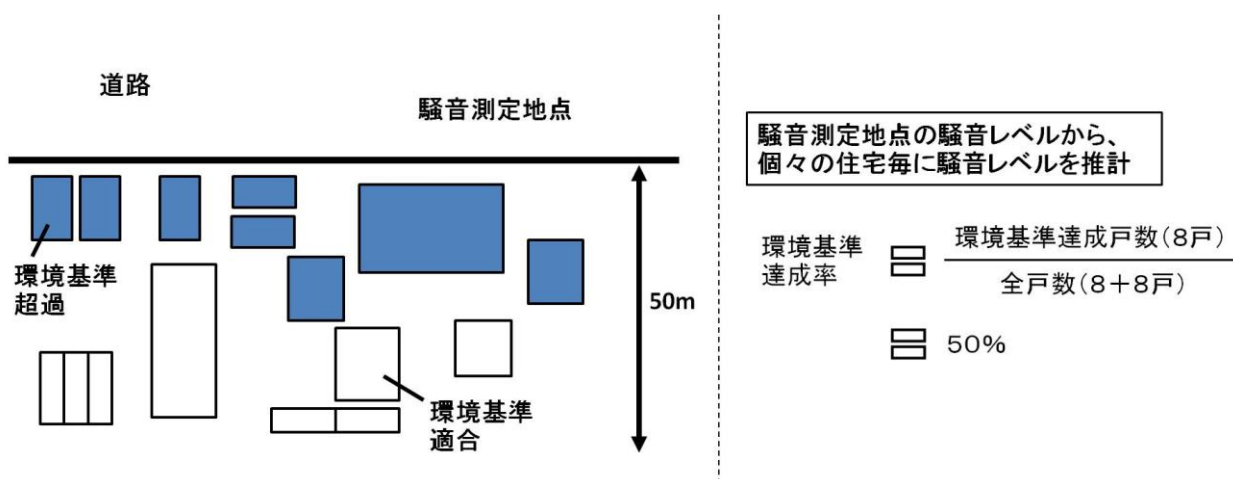 道路
騒音測定地点
環境基準
超過
50m
環境基準
適合
騒音測定地点の騒音レベルから、
個々の住宅毎に騒音レベルを推計
環境基準
達成率
環境基準達成戸数(8戸)
全戸数(8+8戸)
50%